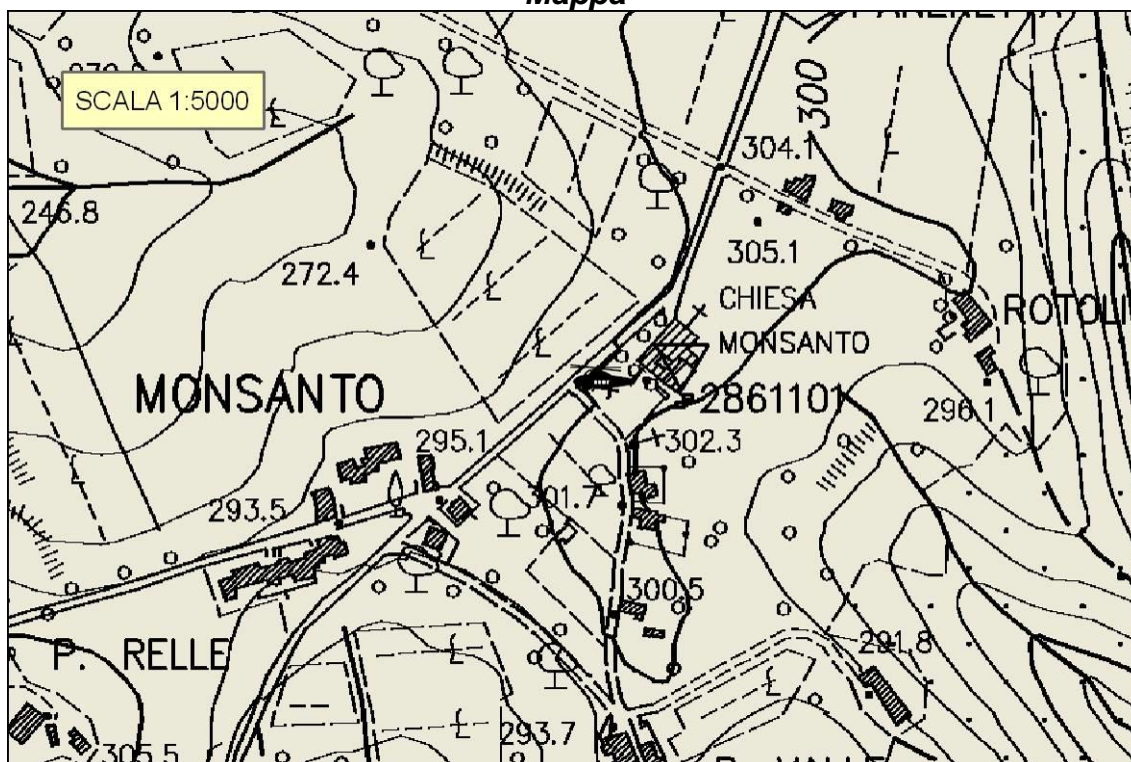 Mappa
SCALA 1:5000
300
304.1
246.8
305.1
272.4
CHIESA
ROTOLI
MONSANTO
MONSANTO
2861101
296.1
295.1
302.3
301.7
293.5
300.5
291.8
P. RELLE
293.7
305.5